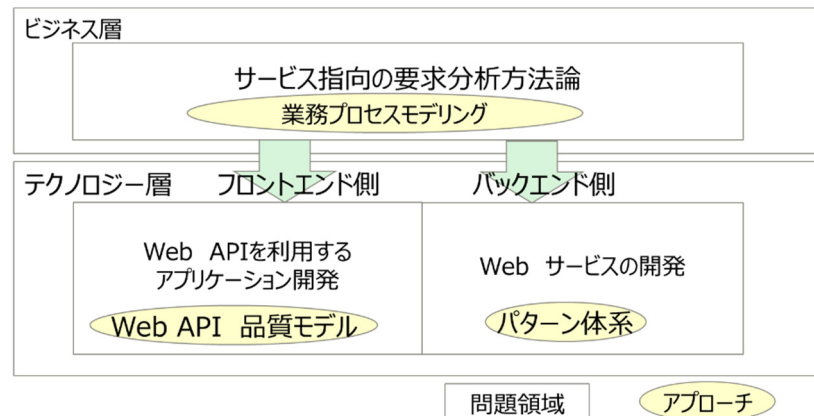 ビジネス層
サービス指向の要求分析方法論
業務プロセスモデリング
テクノロジー層 フロントエンド側 バックエンド側
Web APIを利用する
アプリケーション開発
Web API 品質モデル
Web サービスの開発
パターン体系
問題領域
アプローチ